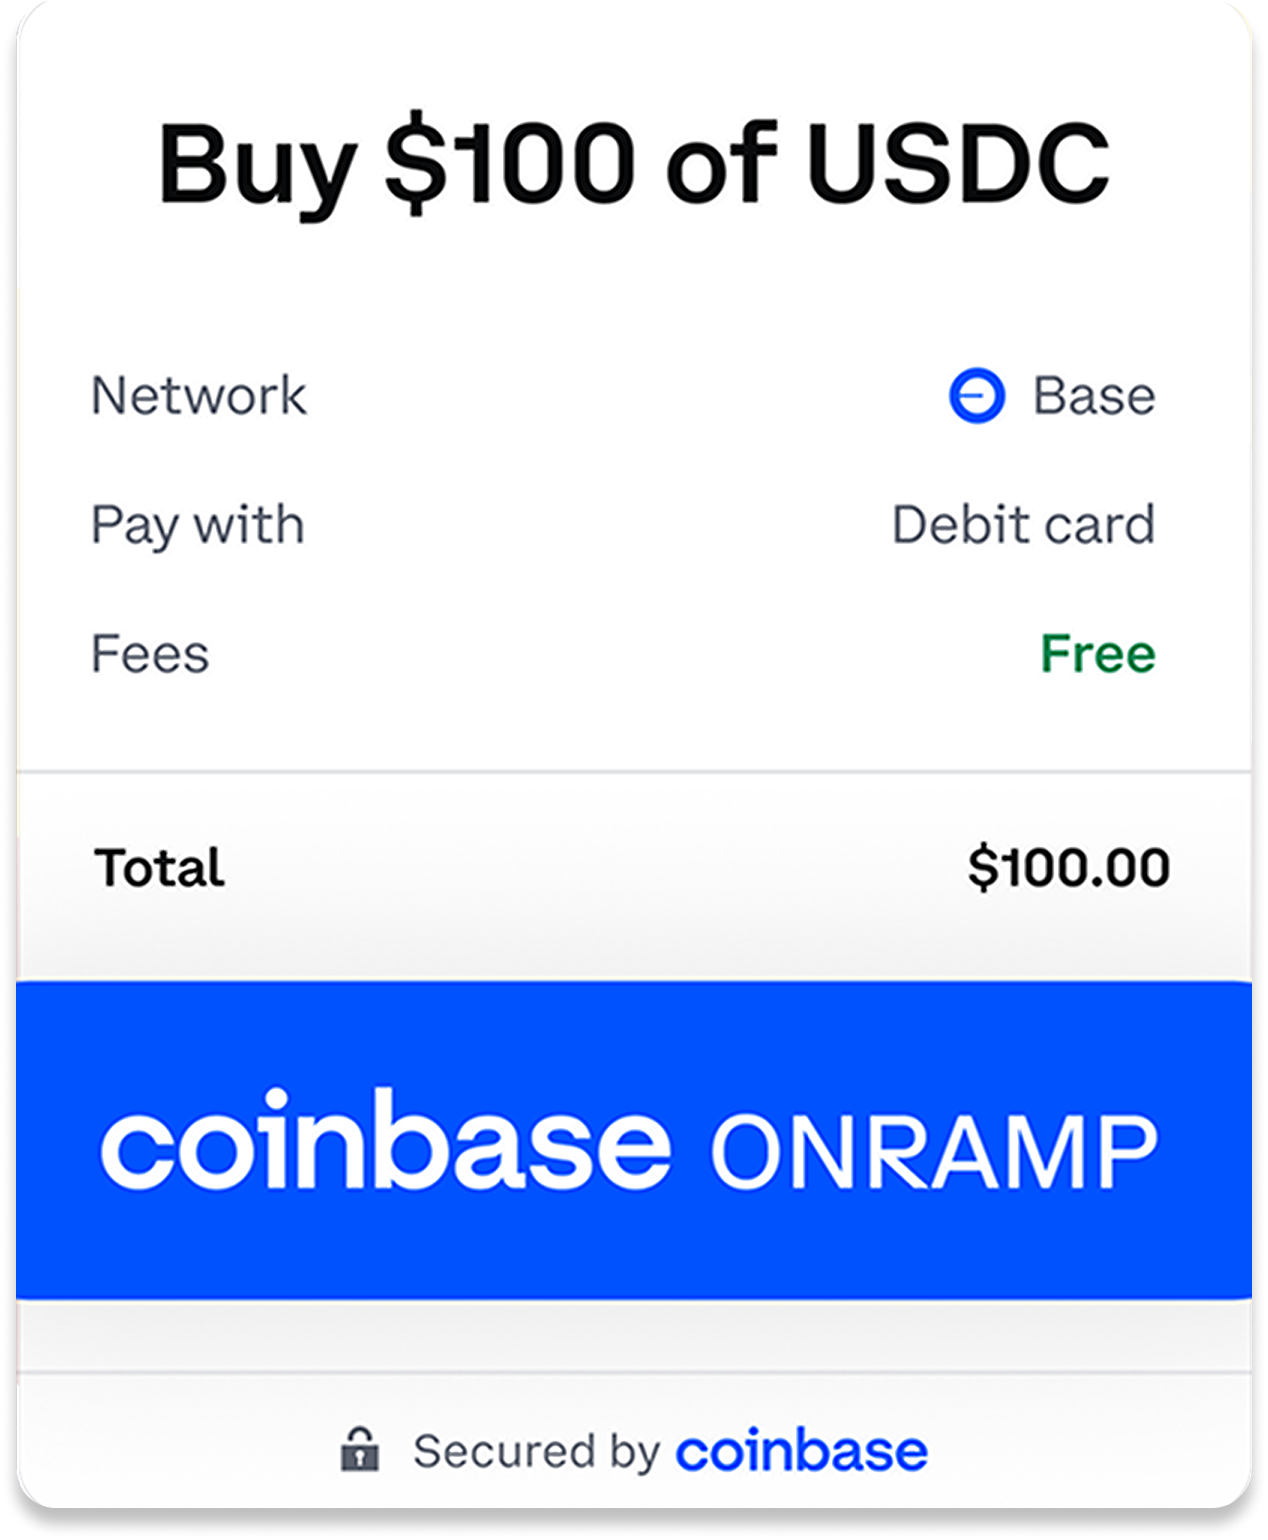 Buy $100 of USDC
Network Base
Pay with Debit card
Fees Free
Total $100.00
coinbase ONRAMP
Secured by coinbase